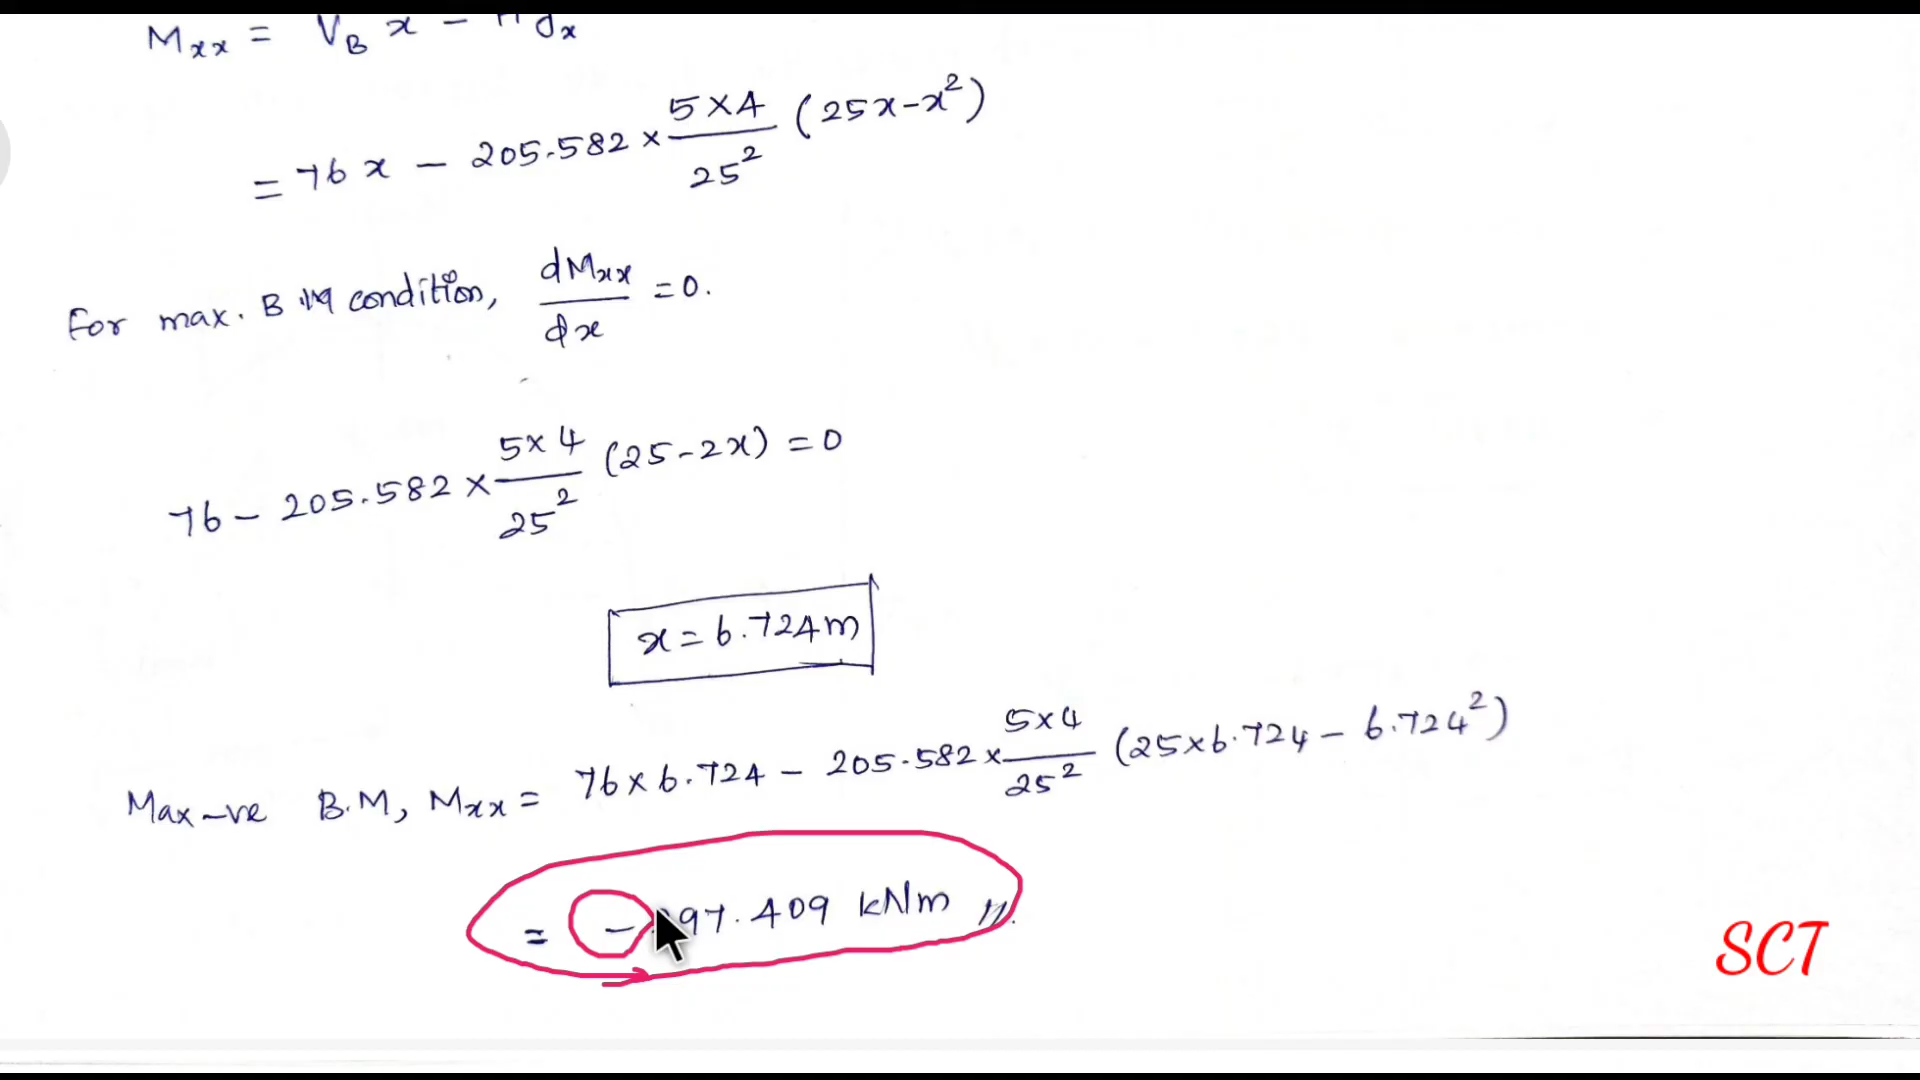 Mxx = VB x - H yx
= 76 x - 205.582 × 5×4/25² (25x-x²)
For max. B.M condition, dMxx/dx = 0.
76 - 205.582 × 5×4/25² (25-2x) = 0
x = 6.724m
Max -ve B.M, Mxx = 76×6.724 - 205.582 × 5×4/25² (25×6.724 - 6.724²)
= - 97.409 kNm //.
SCT